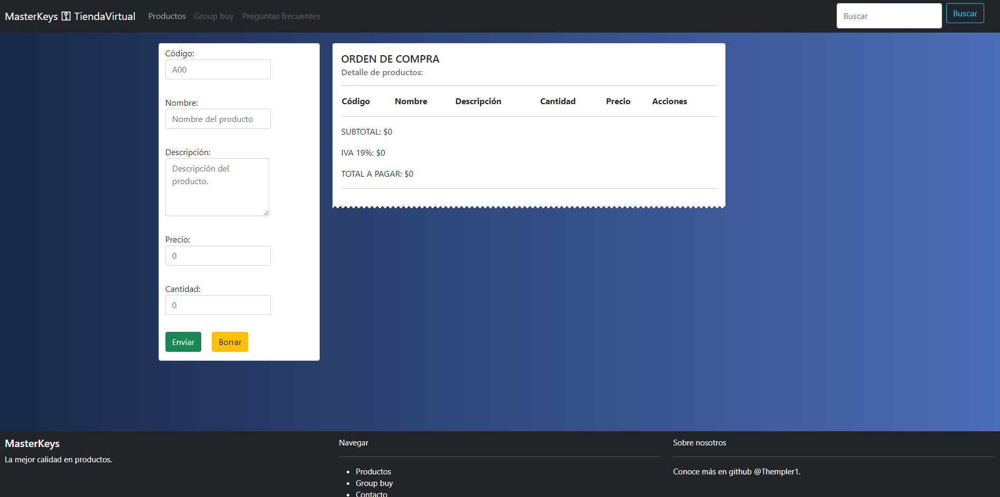 MasterKeys ⚿ TiendaVirtual Productos Group buy Preguntas frecuentes Buscar Buscar
Código:
A00
Nombre:
Nombre del producto
Descripción:
Descripción del
producto.
Precio:
0
Cantidad:
0
Enviar Borrar
ORDEN DE COMPRA
Detalle de productos:
Código Nombre Descripción Cantidad Precio Acciones
SUBTOTAL: $0
IVA 19%: $0
TOTAL A PAGAR: $0
MasterKeys
La mejor calidad en productos.
Navegar
Productos
Group buy
Contacto
Sobre nosotros
Conoce más en github @Thempler1.